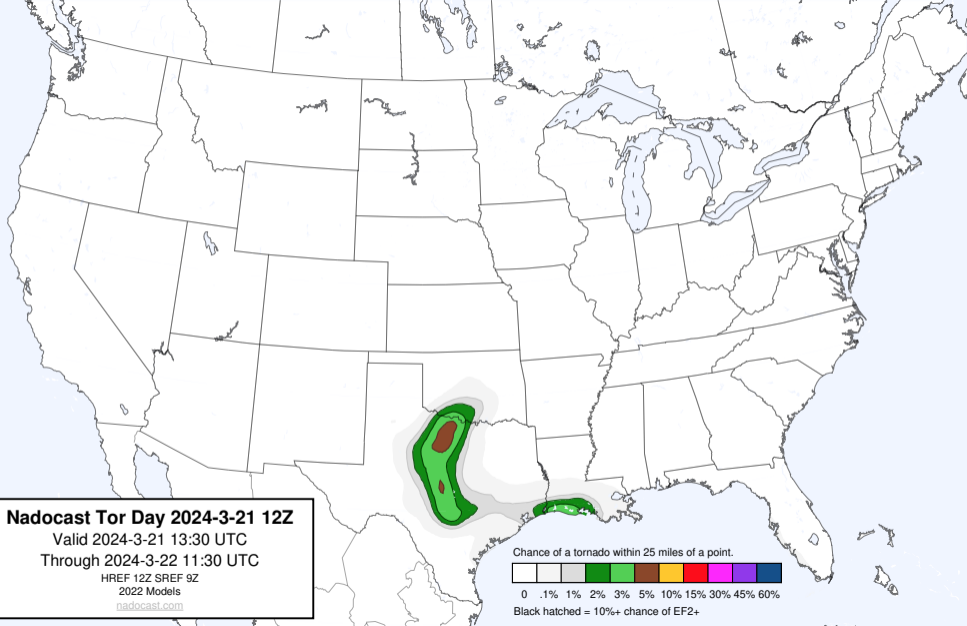 Nadocast Tor Day 2024-3-21 12Z
Valid 2024-3-21 13:30 UTC
Through 2024-3-22 11:30 UTC
HREF 12Z SREF 9Z
2022 Models
nadocast.com
Chance of a tornado within 25 miles of a point.
0 .1% 1% 2% 3% 5% 10% 15% 30% 45% 60%
Black hatched = 10%+ chance of EF2+